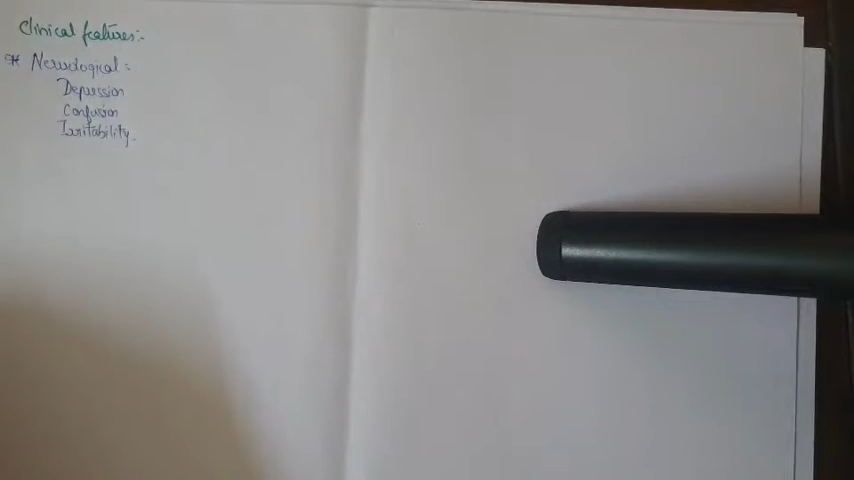 Clinical features:-
* Neurological :
Depression
Confusion
Irritability.